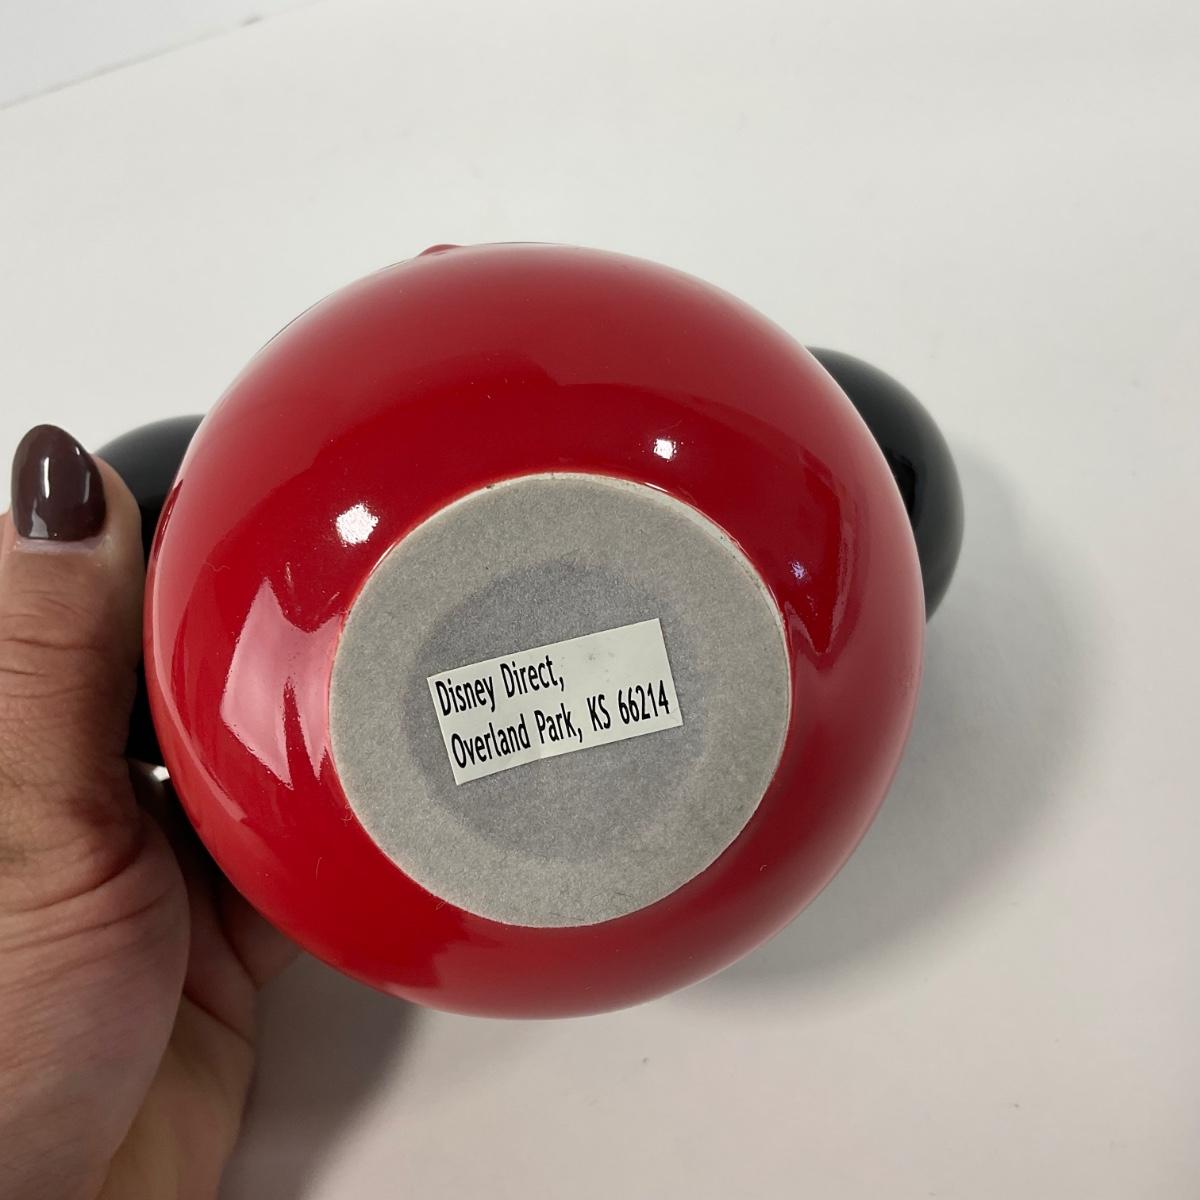 Disney Direct,
Overland Park, KS 66214